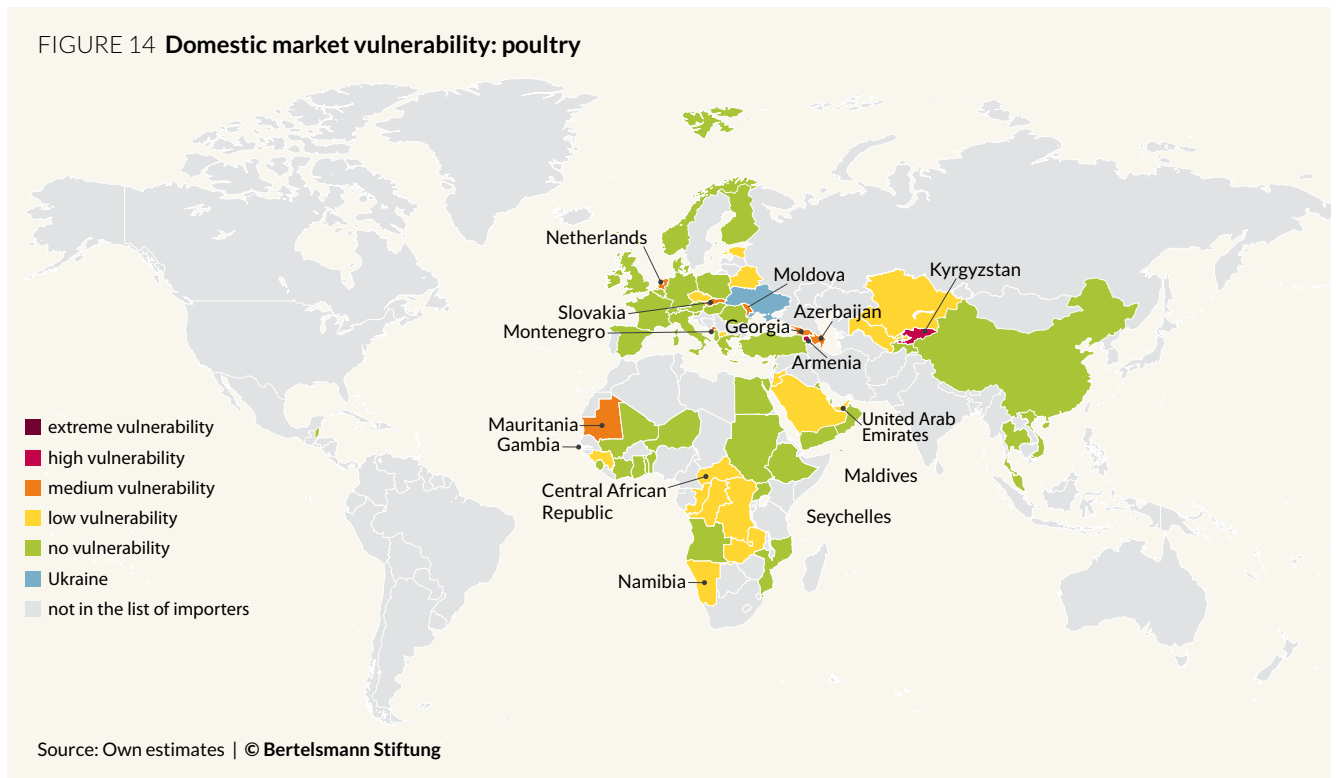 FIGURE 14 Domestic market vulnerability: poultry
Netherlands
Moldova
Kyrgyzstan
Slovakia
Azerbaijan
Montenegro
Georgia
Armenia
Mauritania
Gambia
United Arab
Emirates
Central African
Republic
Maldives
Seychelles
Namibia
extreme vulnerability
high vulnerability
medium vulnerability
low vulnerability
no vulnerability
Ukraine
not in the list of importers
Source: Own estimates | © Bertelsmann Stiftung